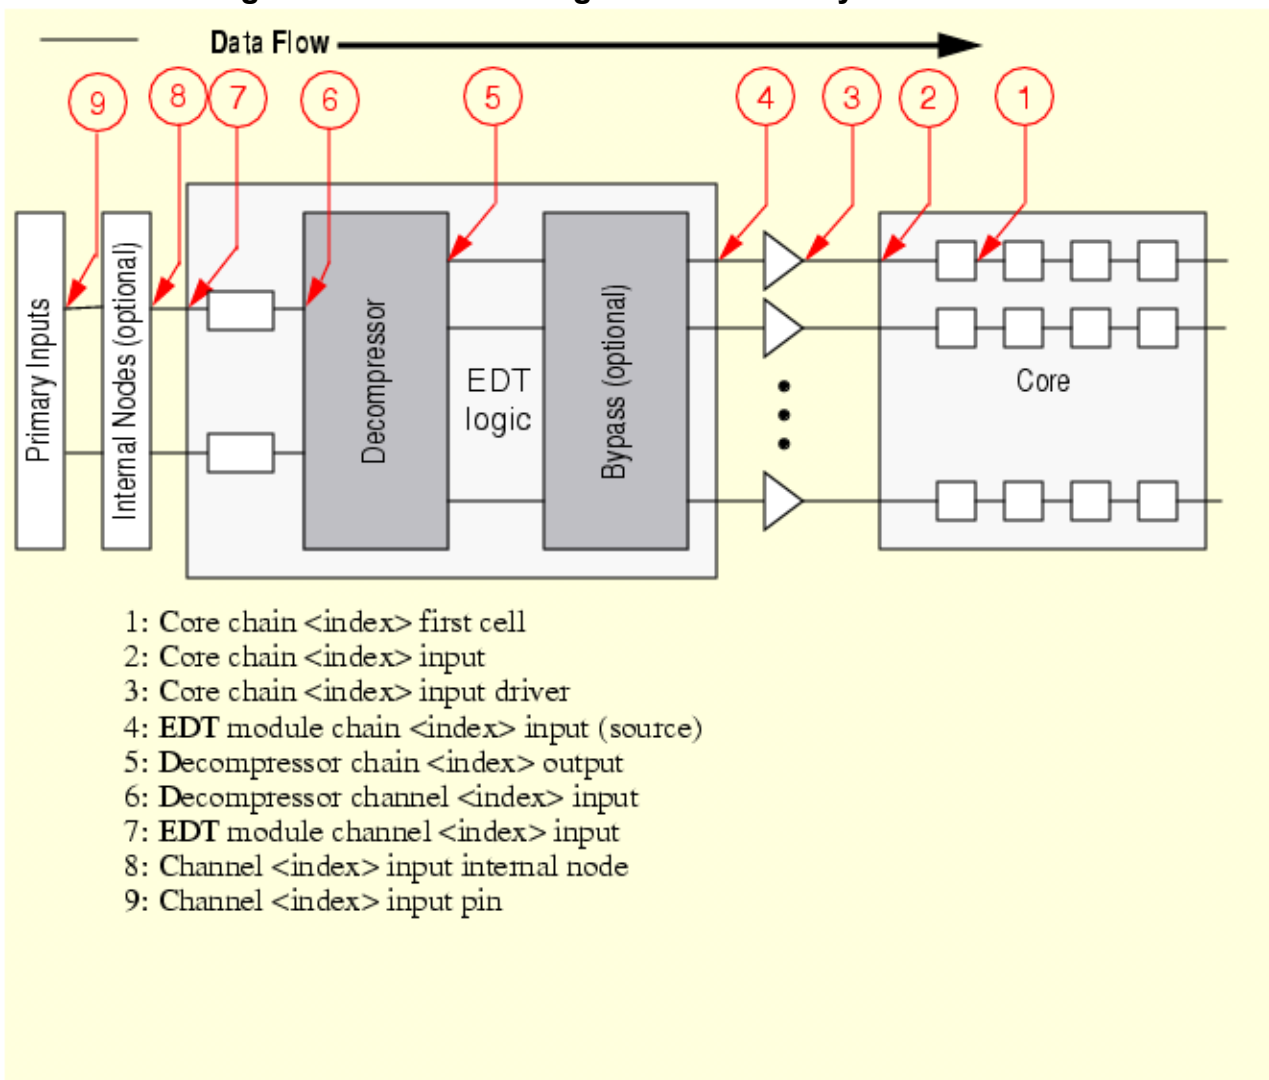 Data Flow
9 8 7 6 5 4 3 2 1
Primary Inputs
Internal Nodes (optional)
Decompressor
EDT
logic
Bypass (optional)
Core
1: Core chain <index> first cell
2: Core chain <index> input
3: Core chain <index> input driver
4: EDT module chain <index> input (source)
5: Decompressor chain <index> output
6: Decompressor channel <index> input
7: EDT module channel <index> input
8: Channel <index> input internal node
9: Channel <index> input pin